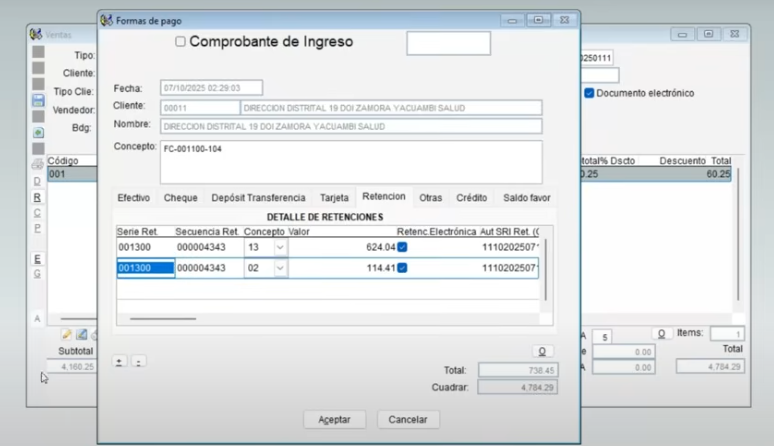 Ventas
Formas de pago
Comprobante de Ingreso
Tipo:
0250111
Cliente:
Tipo Clie:
Documento electrónico
Vendedor:
Bdg:
Fecha: 07/10/2025 02:29:03
Cliente: 00011 DIRECCION DISTRITAL 19 DOI ZAMORA YACUAMBI SALUD
Nombre: DIRECCION DISTRITAL 19 DOI ZAMORA YACUAMBI SALUD
Concepto: FC-001100-104
Código
total% Dscto Descuento Total
001
0.25 60.25
Efectivo Cheque Depósit Transferencia Tarjeta Retencion Otras Crédito Saldo favor
DETALLE DE RETENCIONES
Serie Ret. Secuencia Ret. Concepto Valor Retenc.Electrónica Aut SRI Ret. (
001300 000004343 13 624.04 1110202507
001300 000004343 02 114.41 1110202507
D
R
C
P
E
G
A
A 5 O Items: 1
Subtotal
e 0.00 Total
4,160.25
A 0.00 4,784.29
+ -
O
Total: 738.45
Cuadrar: 4,784.29
Aceptar Cancelar